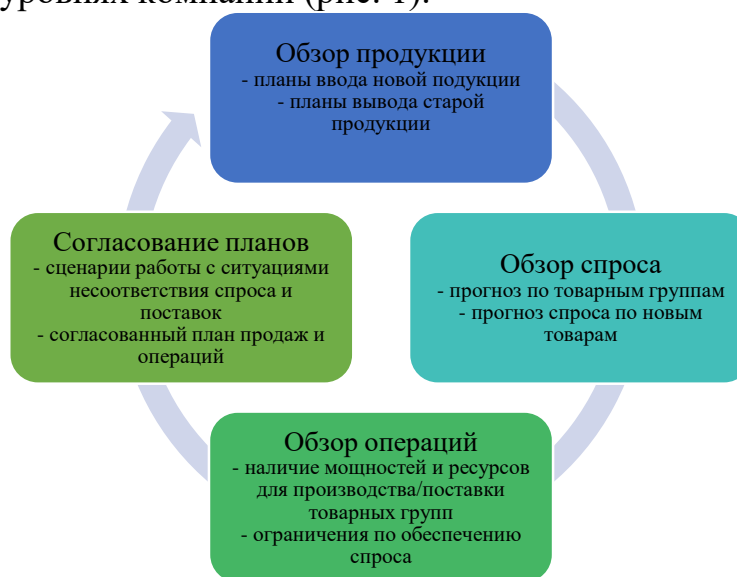 уровнях компании (рис. 1).
Обзор продукции
- планы ввода новой подукции
- планы вывода старой
продукции
Обзор спроса
- прогноз по товарным группам
- прогноз спроса по новым
товарам
Обзор операций
- наличие мощностей и ресурсов
для производства/поставки
товарных групп
- ограничения по обеспечению
спроса
Согласование планов
- сценарии работы с ситуациями
несоответствия спроса и
поставок
- согласованный план продаж и
операций